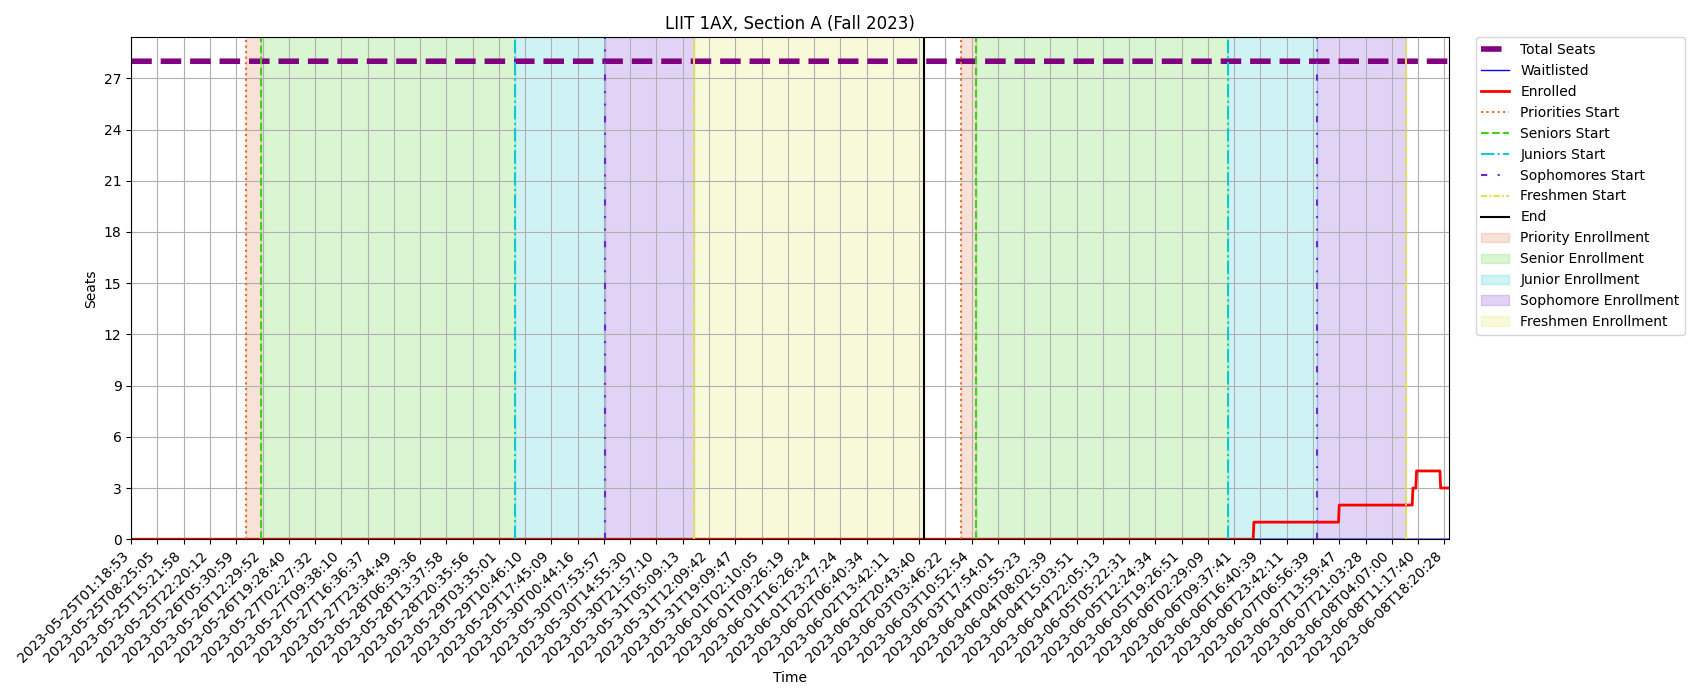 LIIT 1AX, Section A (Fall 2023)
Seats
27
24
21
18
15
12
9
6
3
0
2023-05-25T01:18:53
2023-05-25T08:25:05
2023-05-25T15:21:58
2023-05-25T22:20:12
2023-05-26T05:30:59
2023-05-26T12:29:52
2023-05-26T19:28:40
2023-05-27T02:27:32
2023-05-27T09:38:10
2023-05-27T16:36:37
2023-05-27T23:34:49
2023-05-28T06:39:36
2023-05-28T13:37:58
2023-05-28T20:35:56
2023-05-29T03:35:01
2023-05-29T10:46:10
2023-05-29T17:45:09
2023-05-30T00:44:16
2023-05-30T07:53:57
2023-05-30T14:55:30
2023-05-30T21:57:10
2023-05-31T05:09:13
2023-05-31T12:09:42
2023-05-31T19:09:47
2023-06-01T02:10:05
2023-06-01T09:26:19
2023-06-01T16:26:24
2023-06-01T23:27:24
2023-06-02T06:40:34
2023-06-02T13:42:11
2023-06-02T20:43:40
2023-06-03T03:46:22
2023-06-03T10:52:54
2023-06-03T17:54:01
2023-06-04T00:55:23
2023-06-04T08:02:39
2023-06-04T15:03:51
2023-06-04T22:05:13
2023-06-05T05:22:31
2023-06-05T12:24:34
2023-06-05T19:26:51
2023-06-06T02:29:09
2023-06-06T09:37:41
2023-06-06T16:40:39
2023-06-06T23:42:11
2023-06-07T06:56:39
2023-06-07T13:59:47
2023-06-07T21:03:28
2023-06-08T04:07:00
2023-06-08T11:17:40
2023-06-08T18:20:28
Time
Total Seats
Waitlisted
Enrolled
Priorities Start
Seniors Start
Juniors Start
Sophomores Start
Freshmen Start
End
Priority Enrollment
Senior Enrollment
Junior Enrollment
Sophomore Enrollment
Freshmen Enrollment